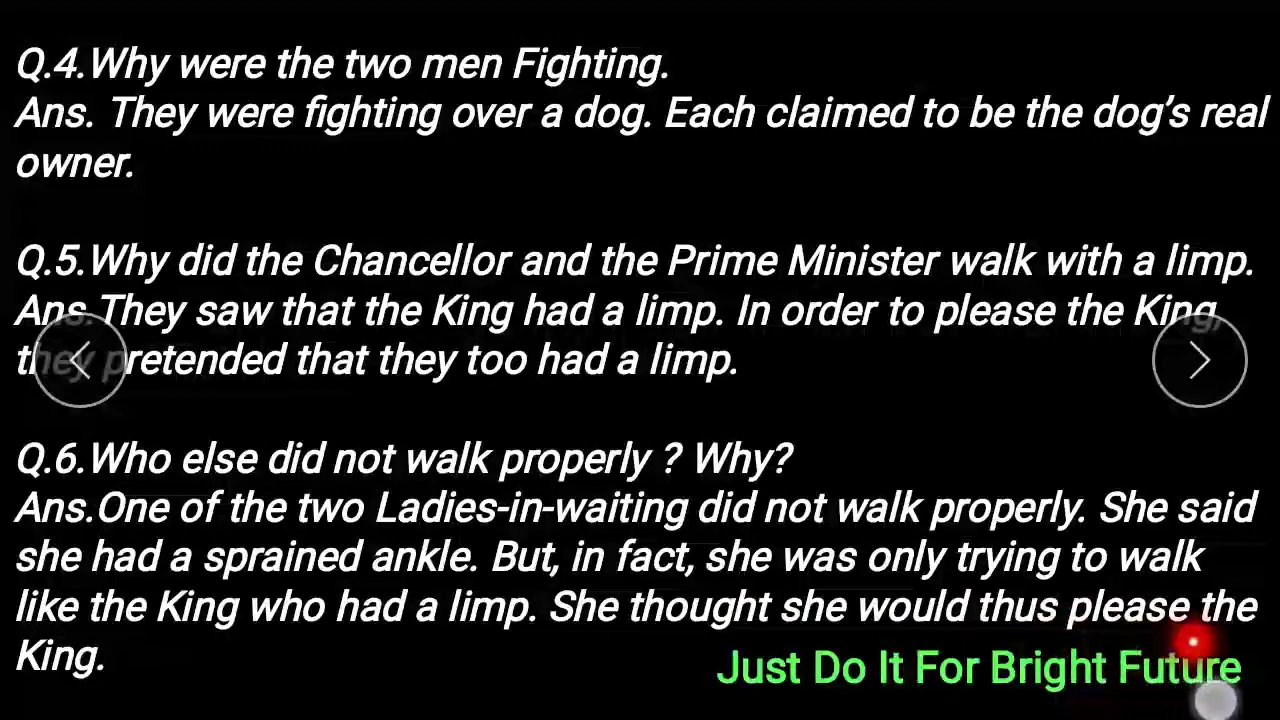 Q.4.Why were the two men Fighting.
Ans. They were fighting over a dog. Each claimed to be the dog’s real
owner.
Q.5.Why did the Chancellor and the Prime Minister walk with a limp.
Ans.They saw that the King had a limp. In order to please the King,
they pretended that they too had a limp.
Q.6.Who else did not walk properly ? Why?
Ans.One of the two Ladies-in-waiting did not walk properly. She said
she had a sprained ankle. But, in fact, she was only trying to walk
like the King who had a limp. She thought she would thus please the
King.
Just Do It For Bright Future